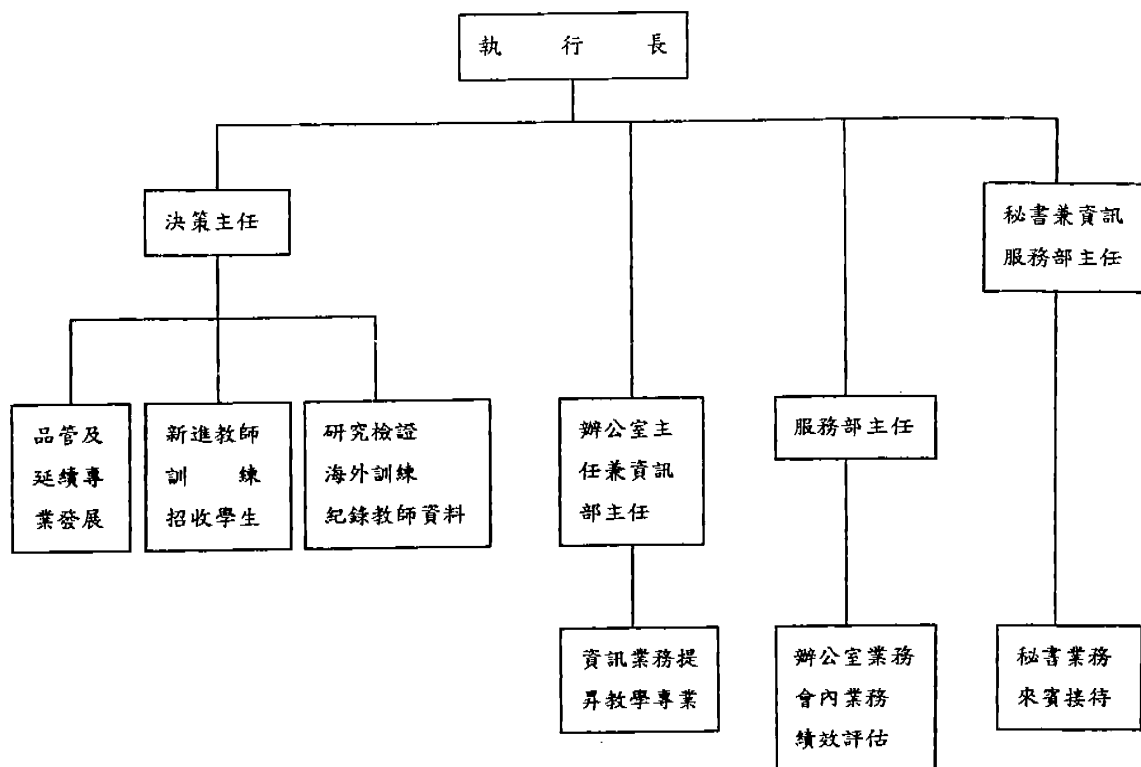 執行長
決策主任
秘書兼資訊
服務部主任
品管及
延續專
業發展
新進教師
訓練
招收學生
研究檢證
海外訓練
紀錄教師資料
辦公室主
任兼資訊
部主任
服務部主任
資訊業務提
昇教學專業
辦公室業務
會內業務
績效評估
秘書業務
來賓接待